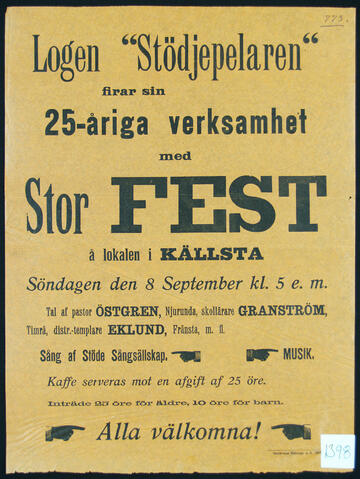 773.
Logen "Stödjepelaren"
firar sin
25-åriga verksamhet
med
Stor FEST
å lokalen i KÄLLSTA
Söndagen den 8 September kl. 5 e. m.
Tal af pastor ÖSTGREN, Njurunda, skollärare GRANSTRÖM,
Timrå, distr.-templare EKLUND, Fränsta, m. fl.
Sång af Stöde Sångsällskap. MUSIK.
Kaffe serveras mot en afgift af 25 öre.
Inträde 25 öre för äldre, 10 öre för barn.
Alla välkomna!
1398